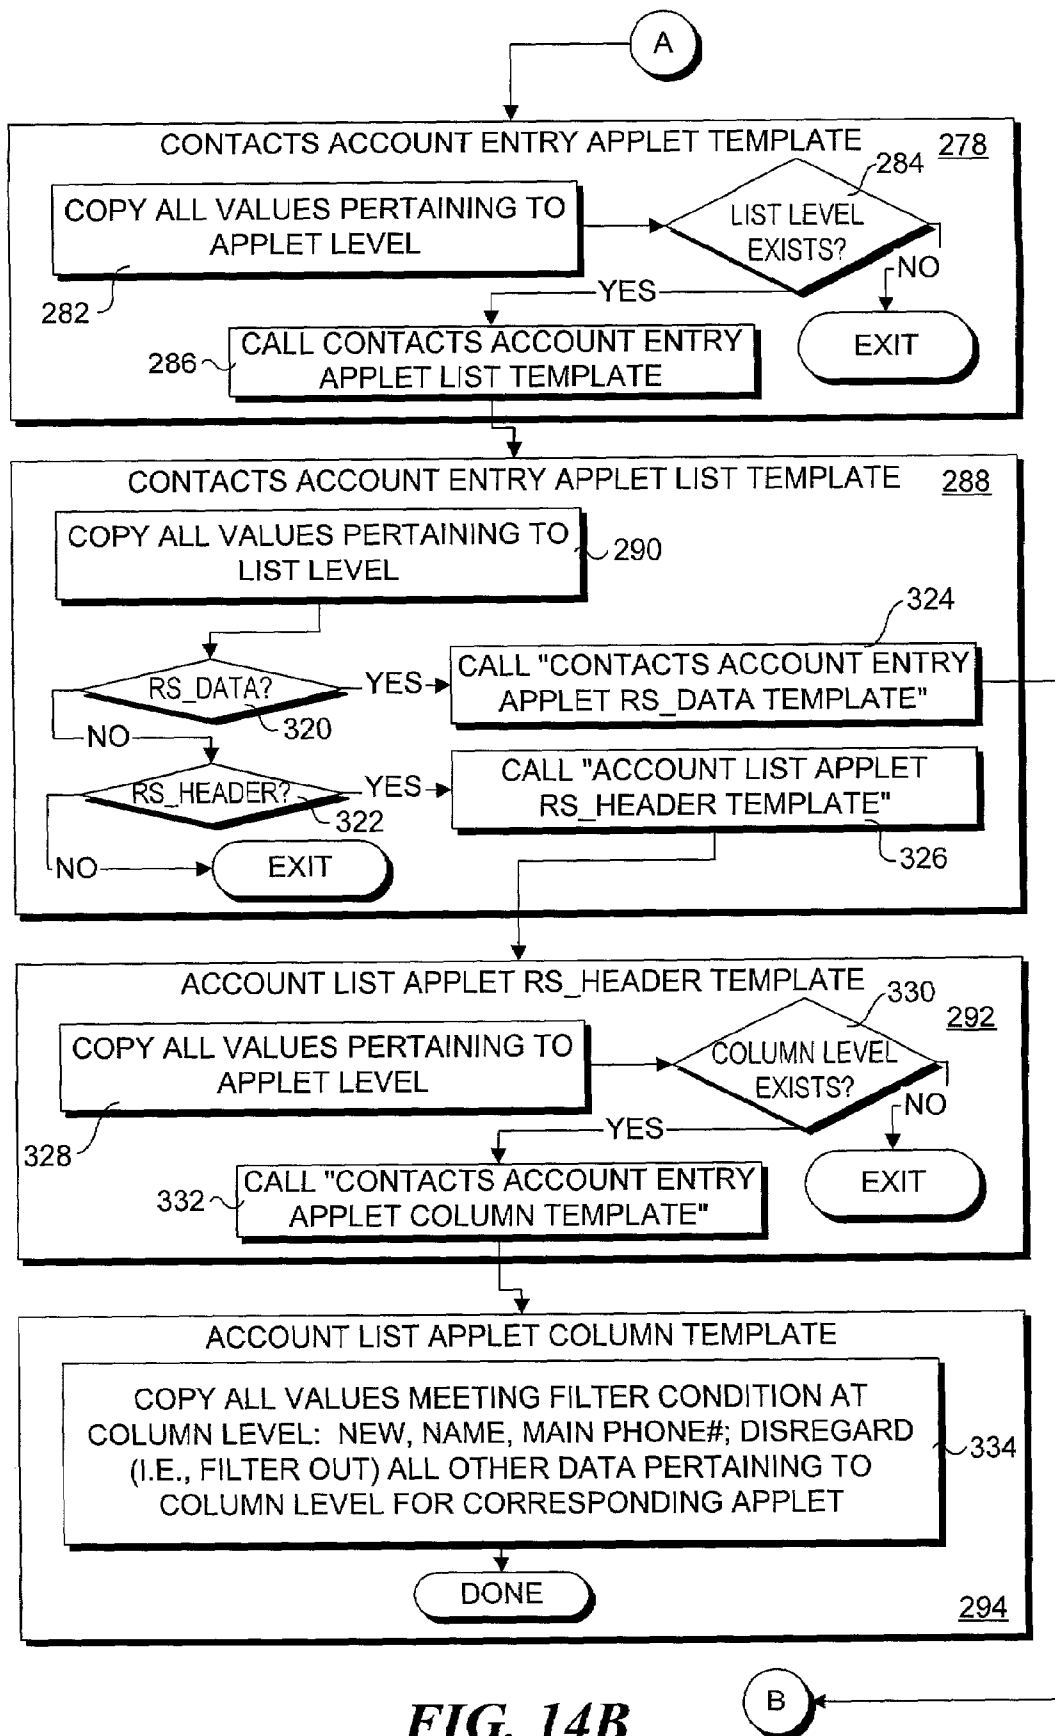 A
CONTACTS ACCOUNT ENTRY APPLET TEMPLATE
278
284
COPY ALL VALUES PERTAINING TO
APPLET LEVEL
LIST LEVEL
EXISTS?
282
NO
YES
286
CALL CONTACTS ACCOUNT ENTRY
APPLET LIST TEMPLATE
EXIT
CONTACTS ACCOUNT ENTRY APPLET LIST TEMPLATE
288
COPY ALL VALUES PERTAINING TO
LIST LEVEL
290
324
RS_DATA?
YES
CALL "CONTACTS ACCOUNT ENTRY
APPLET RS_DATA TEMPLATE"
320
NO
RS_HEADER?
YES
CALL "ACCOUNT LIST APPLET
RS_HEADER TEMPLATE"
322
326
NO
EXIT
ACCOUNT LIST APPLET RS_HEADER TEMPLATE
330
292
COPY ALL VALUES PERTAINING TO
APPLET LEVEL
COLUMN LEVEL
EXISTS?
328
NO
YES
332
CALL "CONTACTS ACCOUNT ENTRY
APPLET COLUMN TEMPLATE"
EXIT
ACCOUNT LIST APPLET COLUMN TEMPLATE
COPY ALL VALUES MEETING FILTER CONDITION AT
COLUMN LEVEL: NEW, NAME, MAIN PHONE#; DISREGARD
(I.E., FILTER OUT) ALL OTHER DATA PERTAINING TO
COLUMN LEVEL FOR CORRESPONDING APPLET
334
DONE
294
B
FIG. 14B